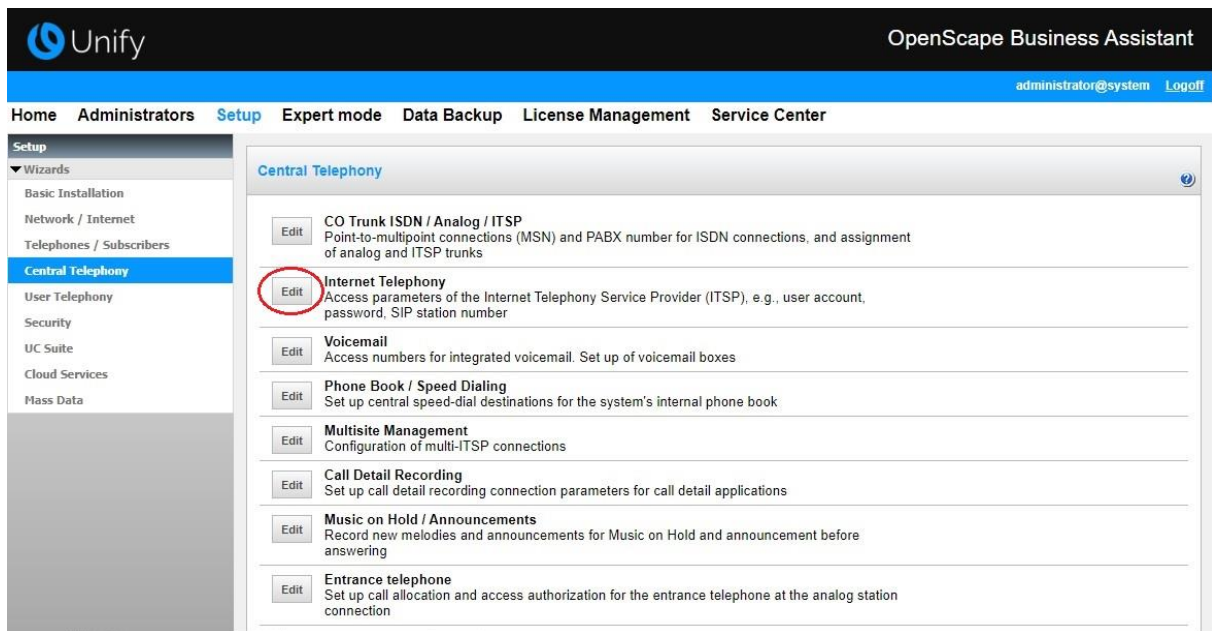 Unify
OpenScape Business Assistant
administrator@system Logoff
Home Administrators Setup Expert mode Data Backup License Management Service Center
Setup
Wizards
Basic Installation
Network / Internet
Telephones / Subscribers
Central Telephony
User Telephony
Security
UC Suite
Cloud Services
Mass Data
Central Telephony
Edit
CO Trunk ISDN / Analog / ITSP
Point-to-multipoint connections (MSN) and PABX number for ISDN connections, and assignment
of analog and ITSP trunks
Edit
Internet Telephony
Access parameters of the Internet Telephony Service Provider (ITSP), e.g., user account,
password, SIP station number
Edit
Voicemail
Access numbers for integrated voicemail. Set up of voicemail boxes
Edit
Phone Book / Speed Dialing
Set up central speed-dial destinations for the system's internal phone book
Edit
Multisite Management
Configuration of multi-ITSP connections
Edit
Call Detail Recording
Set up call detail recording connection parameters for call detail applications
Edit
Music on Hold / Announcements
Record new melodies and announcements for Music on Hold and announcement before
answering
Edit
Entrance telephone
Set up call allocation and access authorization for the entrance telephone at the analog station
connection